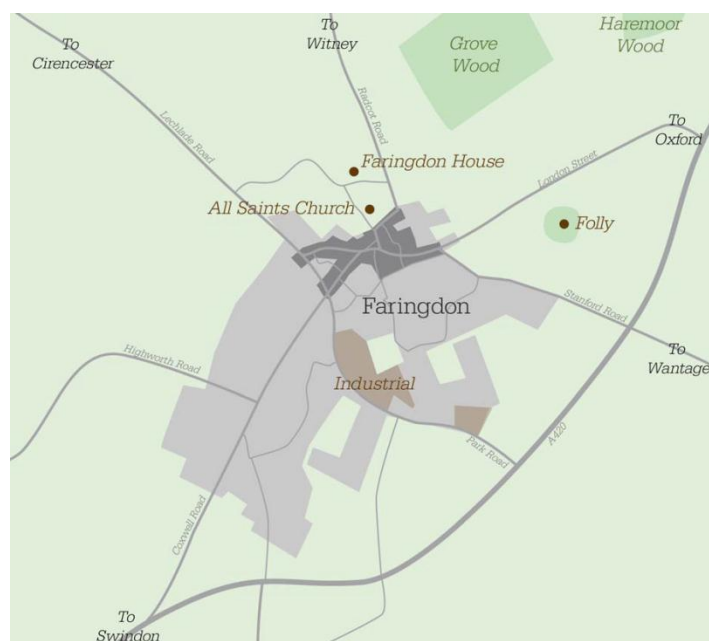 To
Cirencester
To
Witney
Grove
Wood
Haremoor
Wood
To
Oxford
Lechlade Road
Radcot Road
London Street
Faringdon House
All Saints Church
Folly
Faringdon
Stanford Road
To
Wantage
Highworth Road
Industrial
Park Road
A420
Coxwell Road
To
Swindon